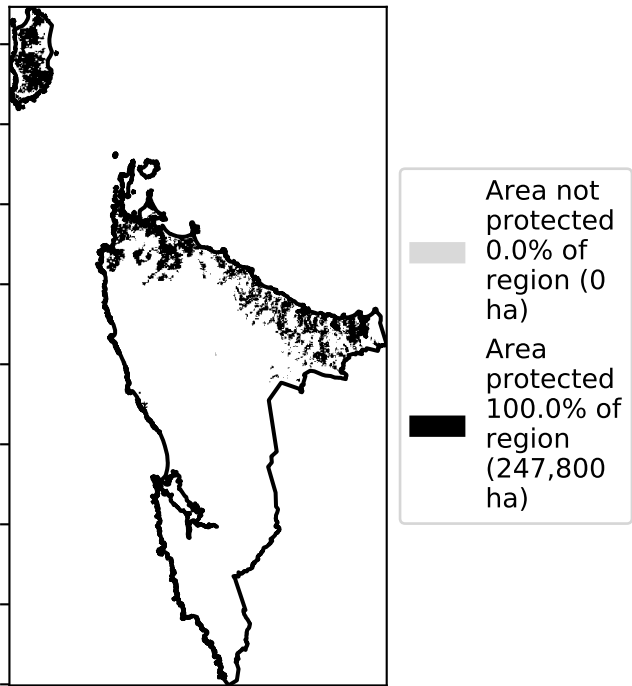 Area not
protected
0.0% of
region (0
ha)
Area
protected
100.0% of
region
(247,800
ha)